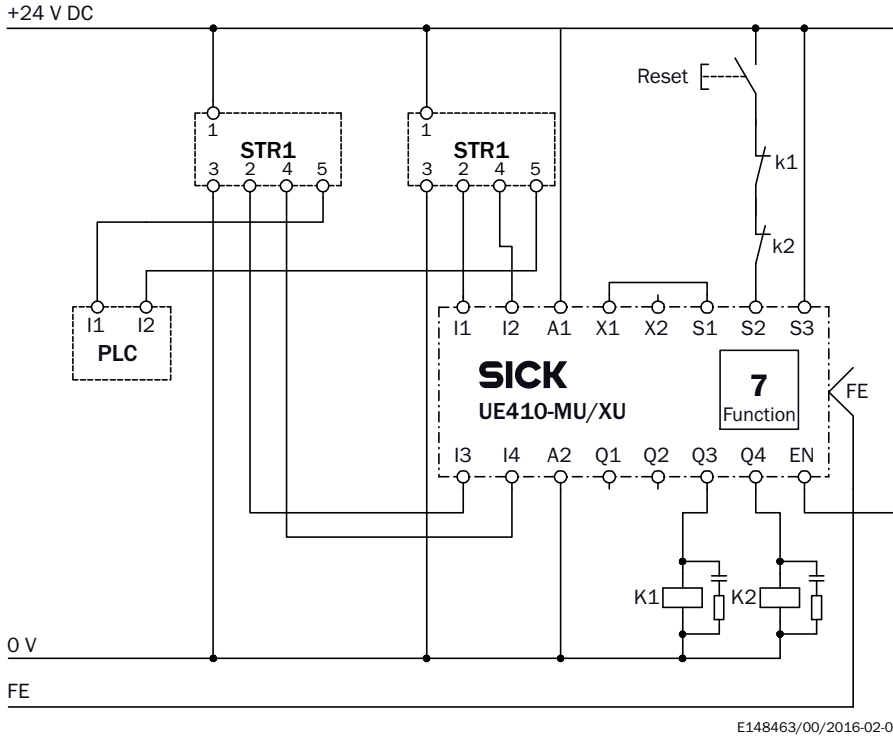 +24 V DC
Reset
1
STR1
3 2 4 5
1
STR1
3 2 4 5
k1
k2
I1 I2
PLC
I1 I2 A1 X1 X2 S1 S2 S3
SICK
UE410-MU/XU
7
Function
FE
I3 I4 A2 Q1 Q2 Q3 Q4 EN
K1
K2
0 V
FE
E148463/00/2016-02-0